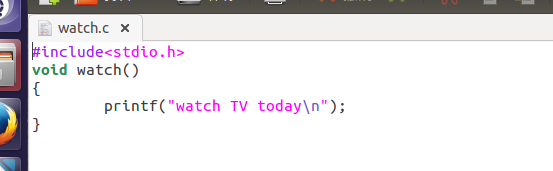 watch.c
#include<stdio.h>
void watch()
{
        printf("watch TV today\n");
}